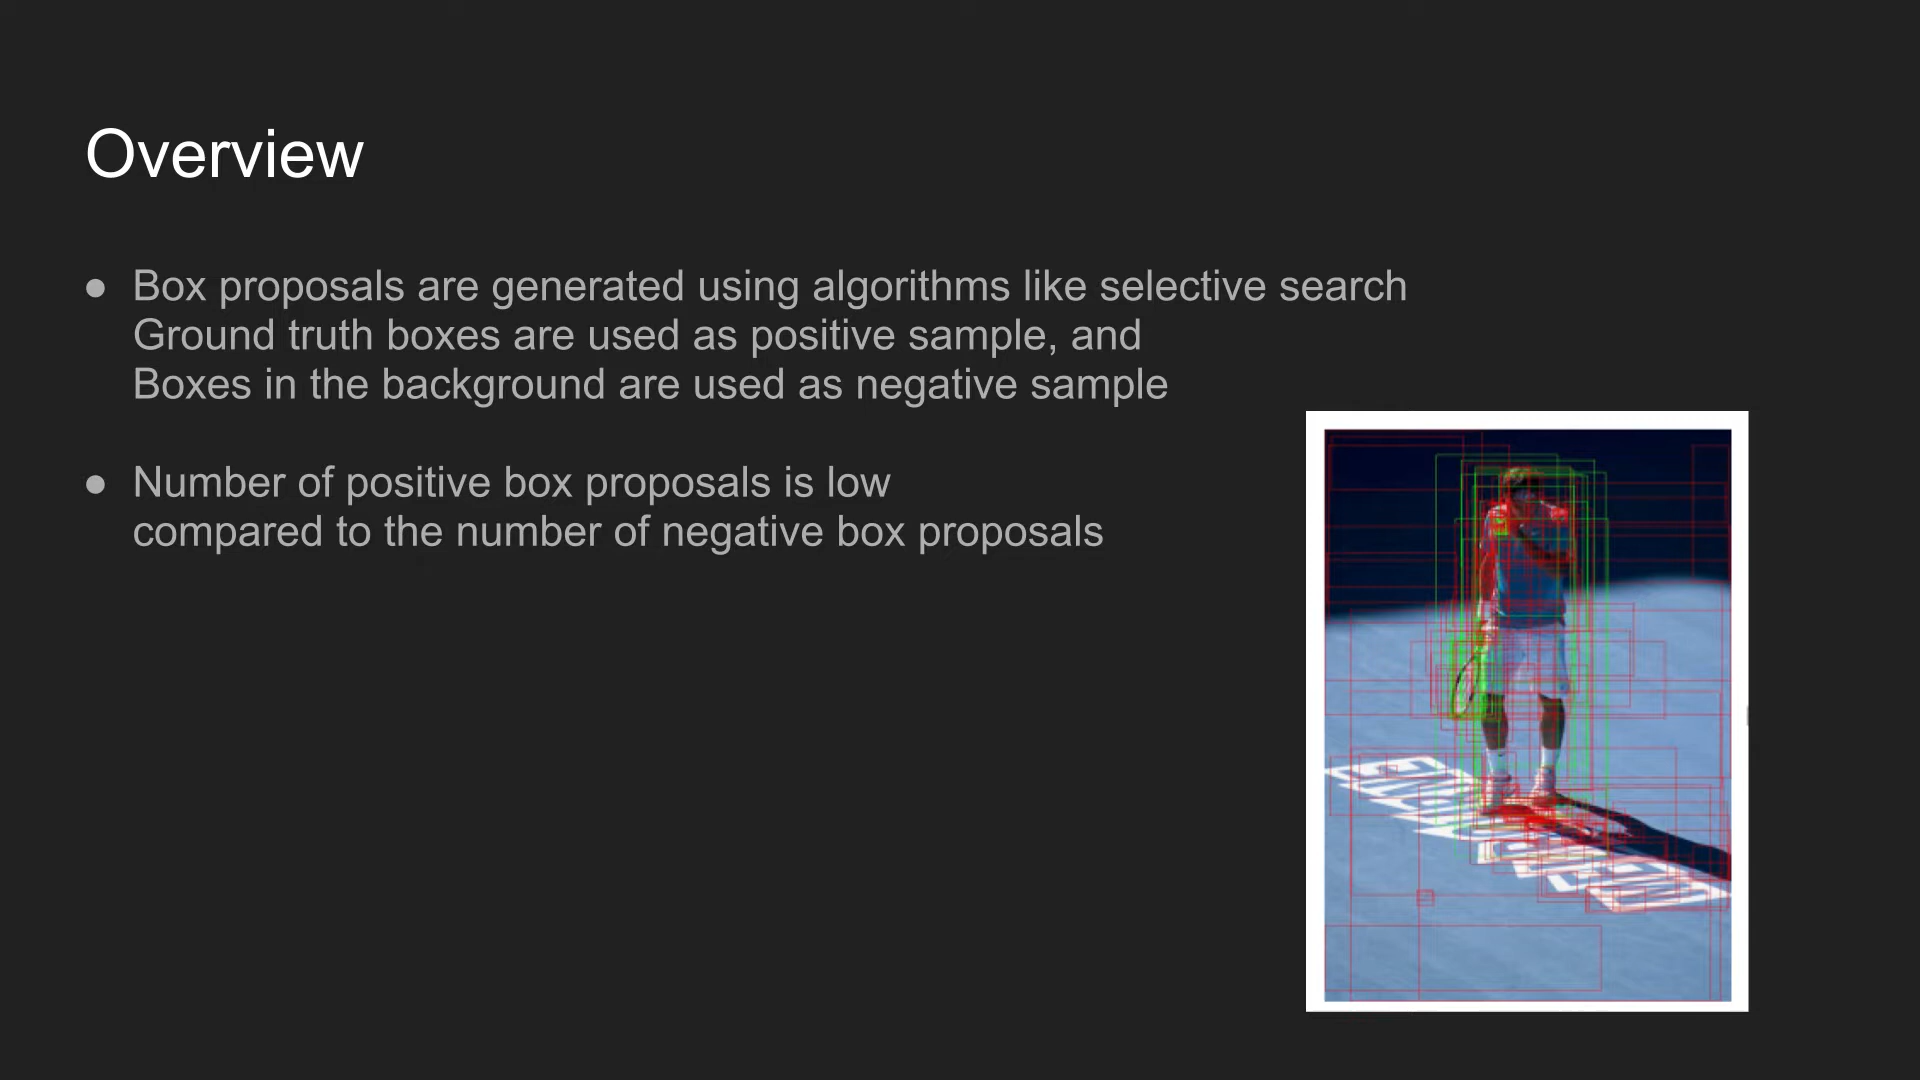 Overview
● Box proposals are generated using algorithms like selective search
Ground truth boxes are used as positive sample, and
Boxes in the background are used as negative sample
● Number of positive box proposals is low
compared to the number of negative box proposals